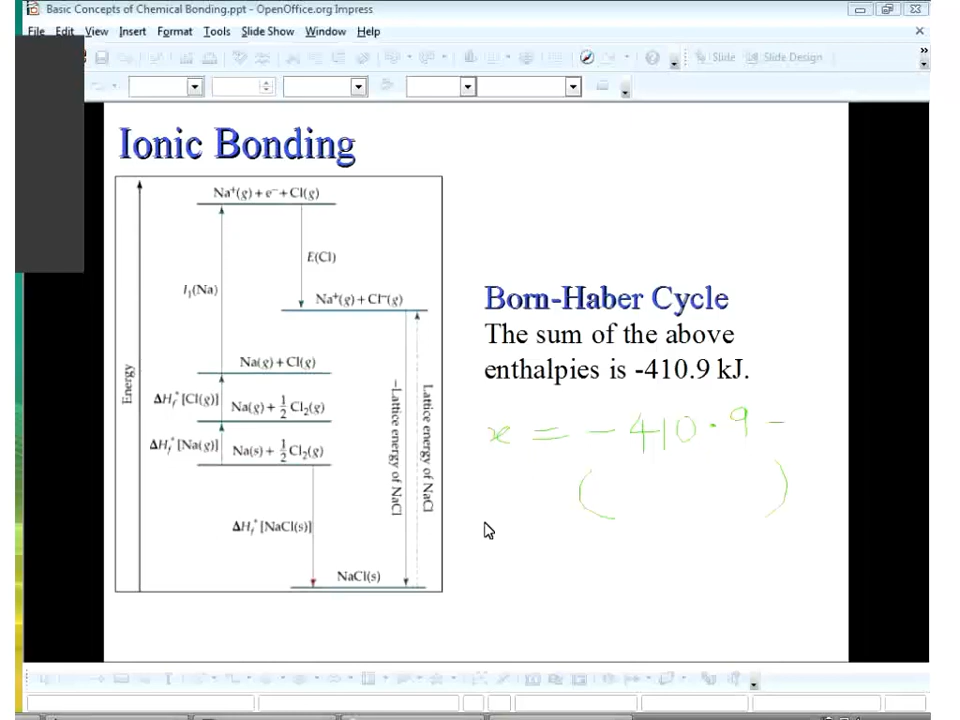 Basic Concepts of Chemical Bonding.ppt - OpenOffice.org Impress
File Edit View Insert Format Tools Slide Show Window Help
Slide Slide Design
Ionic Bonding
Na⁺(g) + e⁻ + Cl(g)
E(Cl)
I₁(Na)
Na⁺(g) + Cl⁻(g)
Na(g) + Cl(g)
ΔH°f[Cl(g)]
Na(g) + 1/2 Cl₂(g)
ΔH°f[Na(g)]
Na(s) + 1/2 Cl₂(g)
ΔH°f[NaCl(s)]
NaCl(s)
Energy
−Lattice energy of NaCl
Lattice energy of NaCl
Born-Haber Cycle
The sum of the above
enthalpies is -410.9 kJ.
x = − 410.9 −
( )